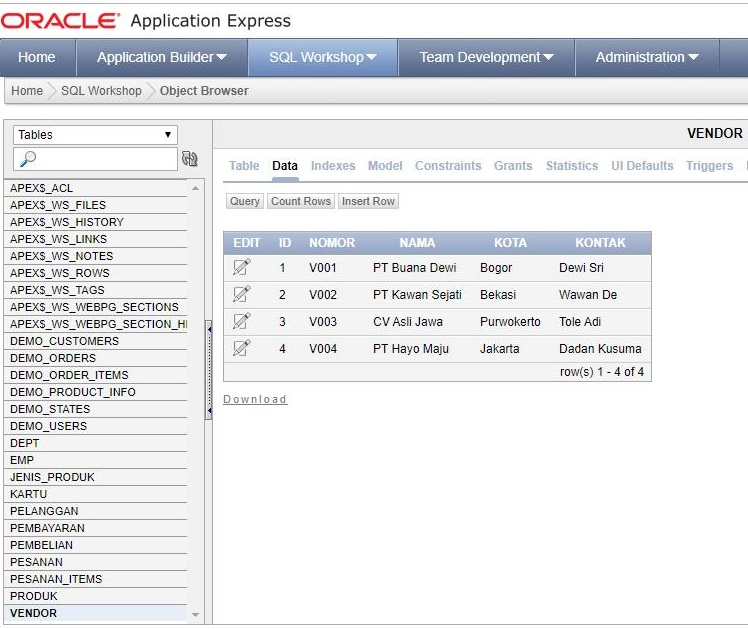 ORACLE® Application Express
Home Application Builder SQL Workshop Team Development Administration
Home SQL Workshop Object Browser
Tables
VENDOR
Table Data Indexes Model Constraints Grants Statistics UI Defaults Triggers
Query Count Rows Insert Row
EDIT ID NOMOR NAMA KOTA KONTAK
1 V001 PT Buana Dewi Bogor Dewi Sri
2 V002 PT Kawan Sejati Bekasi Wawan De
3 V003 CV Asli Jawa Purwokerto Tole Adi
4 V004 PT Hayo Maju Jakarta Dadan Kusuma
row(s) 1 - 4 of 4
Download
APEX$_ACL
APEX$_WS_FILES
APEX$_WS_HISTORY
APEX$_WS_LINKS
APEX$_WS_NOTES
APEX$_WS_ROWS
APEX$_WS_TAGS
APEX$_WS_WEBPG_SECTIONS
APEX$_WS_WEBPG_SECTION_HI
DEMO_CUSTOMERS
DEMO_ORDERS
DEMO_ORDER_ITEMS
DEMO_PRODUCT_INFO
DEMO_STATES
DEMO_USERS
DEPT
EMP
JENIS_PRODUK
KARTU
PELANGGAN
PEMBAYARAN
PEMBELIAN
PESANAN
PESANAN_ITEMS
PRODUK
VENDOR